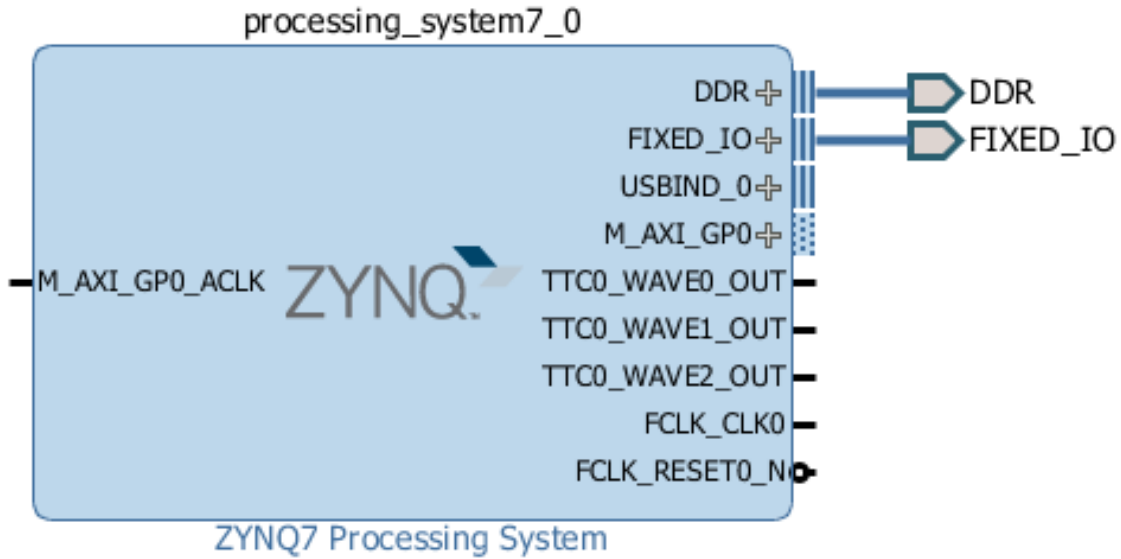 processing_system7_0
DDR
DDR
FIXED_IO
FIXED_IO
USBIND_0
M_AXI_GP0
M_AXI_GP0_ACLK
ZYNQ
TTC0_WAVE0_OUT
TTC0_WAVE1_OUT
TTC0_WAVE2_OUT
FCLK_CLK0
FCLK_RESET0_N
ZYNQ7 Processing System